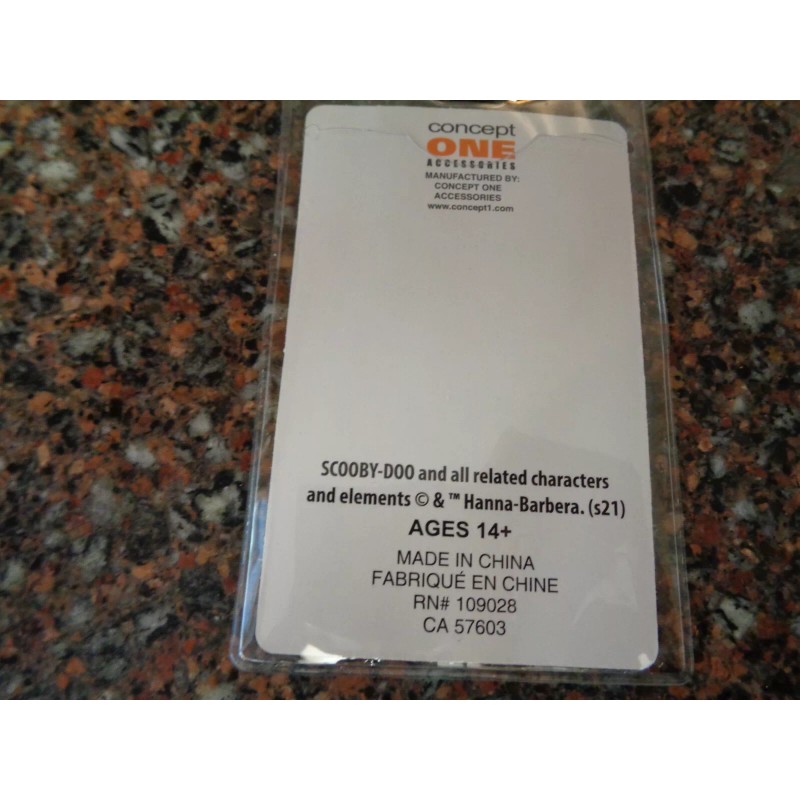 concept
ONE
ACCESSORIES
MANUFACTURED BY:
CONCEPT ONE
ACCESSORIES
www.concept1.com
SCOOBY-DOO and all related characters
and elements © & ™ Hanna-Barbera. (s21)
AGES 14+
MADE IN CHINA
FABRIQUÉ EN CHINE
RN# 109028
CA 57603